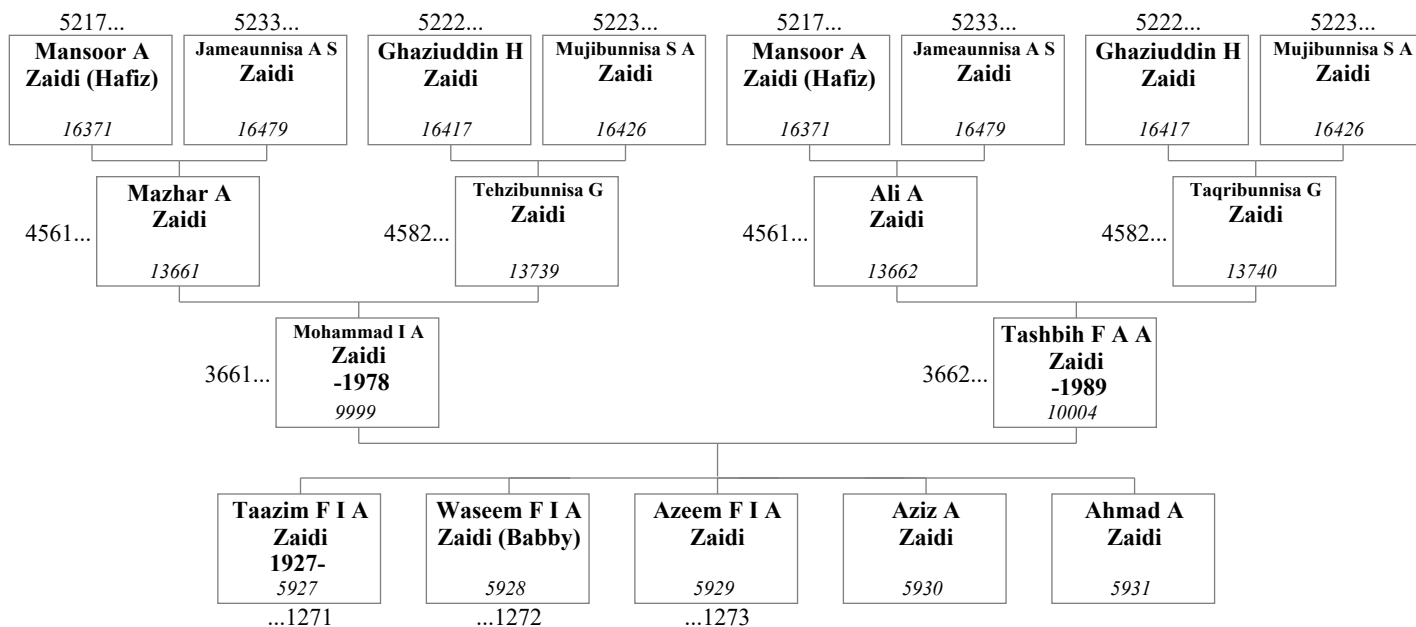 5217... 5233... 5222... 5223... 5217... 5233... 5222... 5223...
Mansoor A
Zaidi (Hafiz)
16371
Jameaunnisa A S
Zaidi
16479
Ghaziuddin H
Zaidi
16417
Mujibunnisa S A
Zaidi
16426
Mansoor A
Zaidi (Hafiz)
16371
Jameaunnisa A S
Zaidi
16479
Ghaziuddin H
Zaidi
16417
Mujibunnisa S A
Zaidi
16426
4561...
Mazhar A
Zaidi
13661
4582...
Tehzibunnisa G
Zaidi
13739
4561...
Ali A
Zaidi
13662
4582...
Taqribunnisa G
Zaidi
13740
3661...
Mohammad I A
Zaidi
-1978
9999
3662...
Tashbih F A A
Zaidi
-1989
10004
Taazim F I A
Zaidi
1927-
5927
...1271
Waseem F I A
Zaidi (Babby)
5928
...1272
Azeem F I A
Zaidi
5929
...1273
Aziz A
Zaidi
5930
Ahmad A
Zaidi
5931